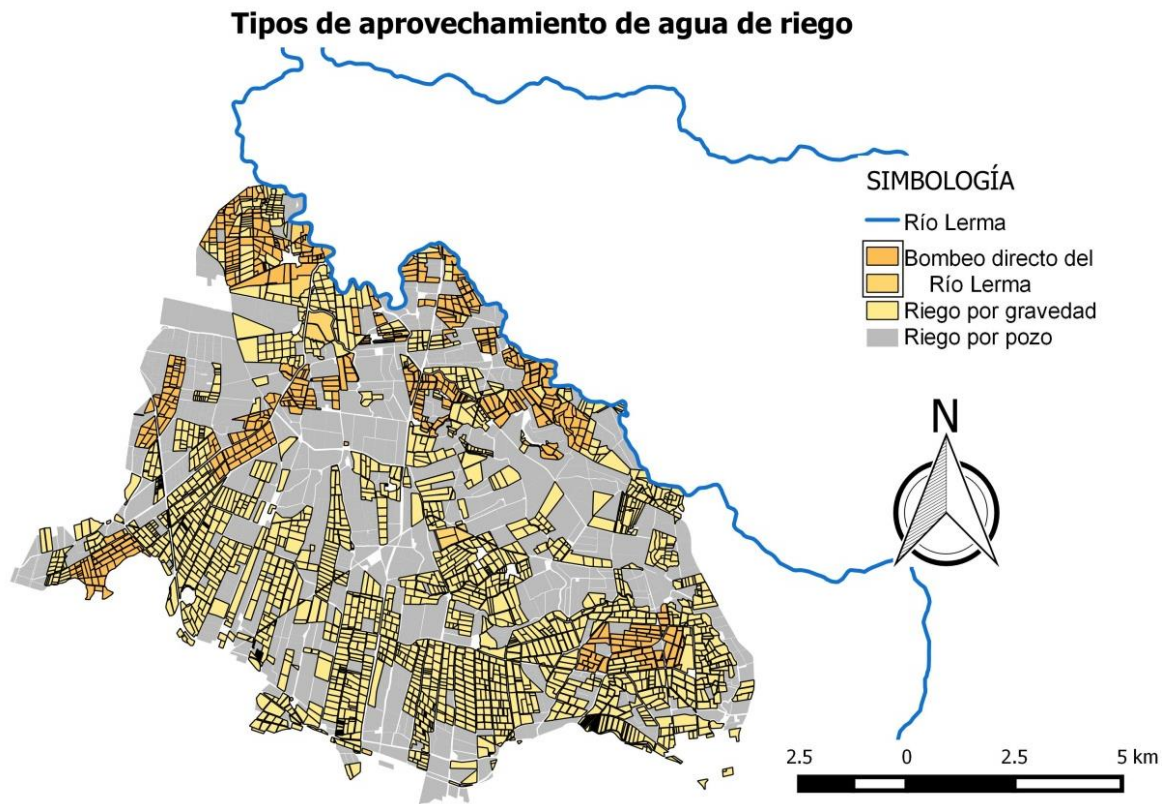 Tipos de aprovechamiento de agua de riego
SIMBOLOGÍA
Río Lerma
Bombeo directo del
Río Lerma
Riego por gravedad
Riego por pozo
N
2.5 0 2.5 5 km